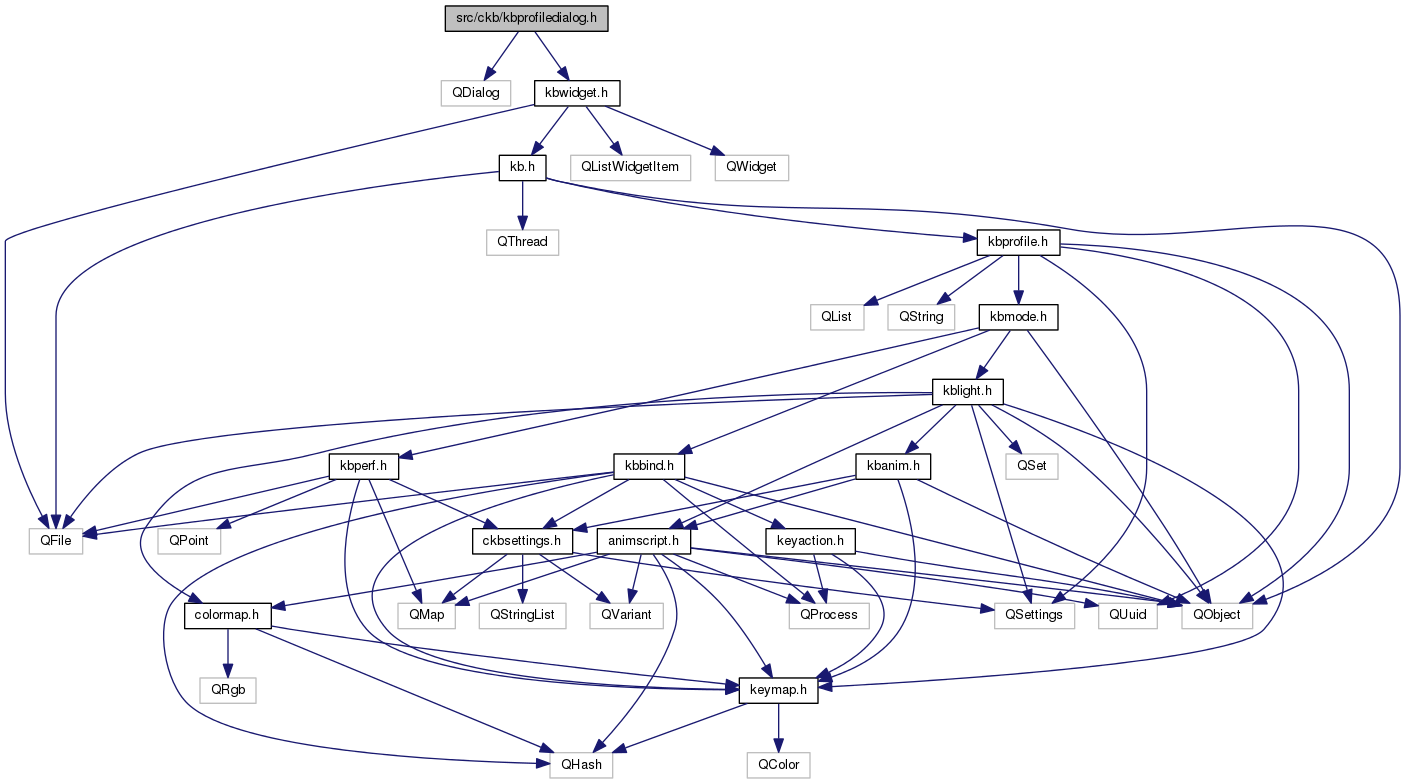 src/ckb/kbprofiledialog.h
QDialog
kbwidget.h
kb.h
QListWidgetItem
QWidget
QThread
kbprofile.h
QList
QString
kbmode.h
kblight.h
kbperf.h
kbbind.h
kbanim.h
QSet
QFile
QPoint
ckbsettings.h
animscript.h
keyaction.h
colormap.h
QMap
QStringList
QVariant
QProcess
QSettings
QUuid
QObject
QRgb
keymap.h
QHash
QColor